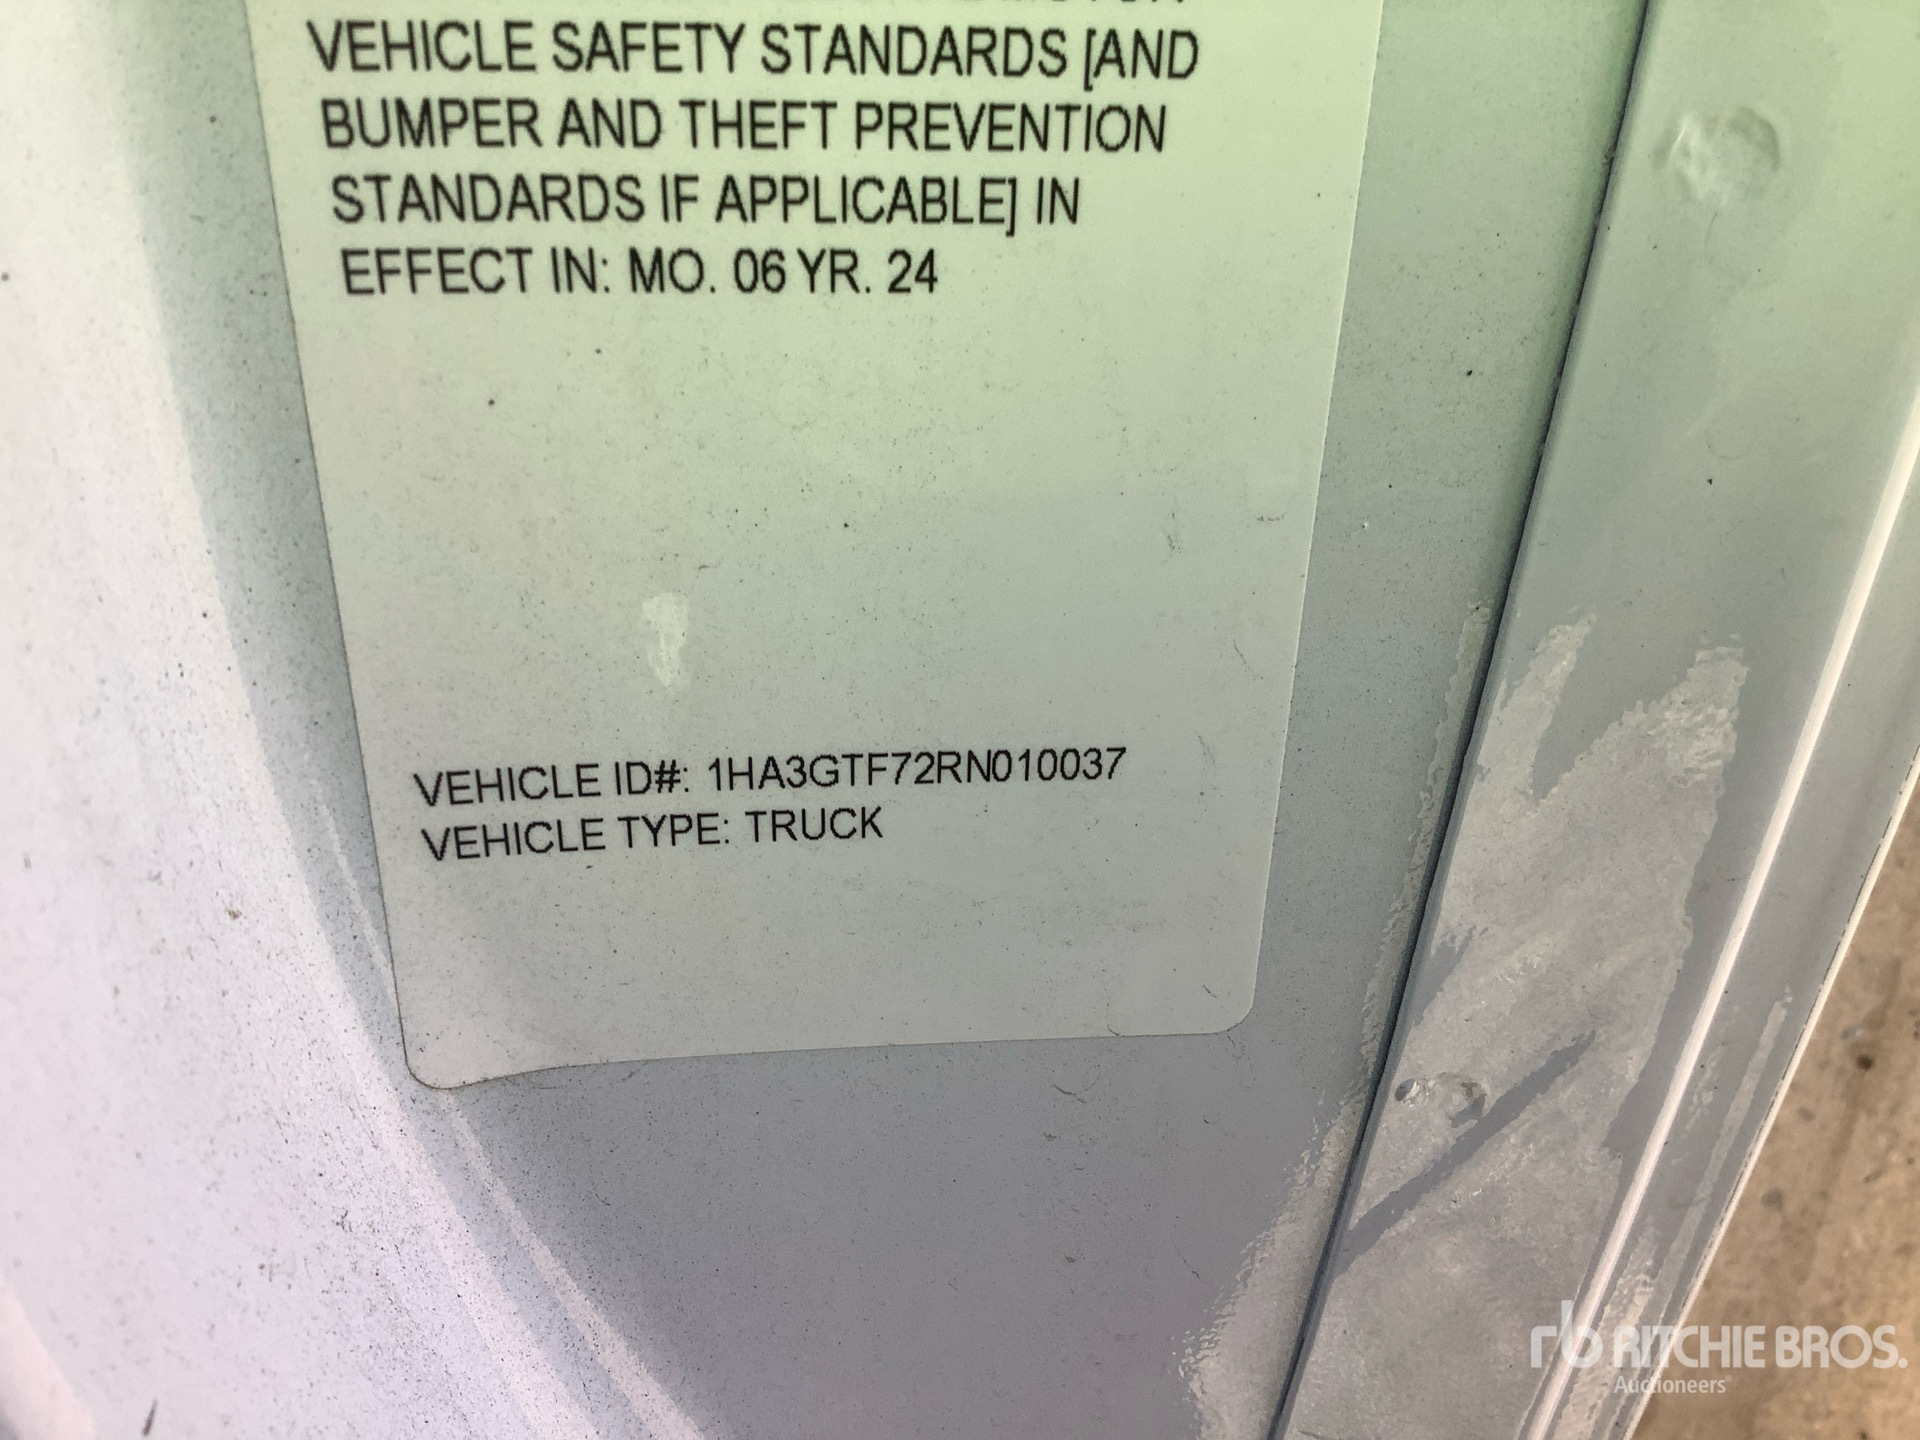 VEHICLE SAFETY STANDARDS [AND
BUMPER AND THEFT PREVENTION
STANDARDS IF APPLICABLE] IN
EFFECT IN: MO. 06 YR. 24
VEHICLE ID#: 1HA3GTF72RN010037
VEHICLE TYPE: TRUCK
rb RITCHIE BROS.
Auctioneers